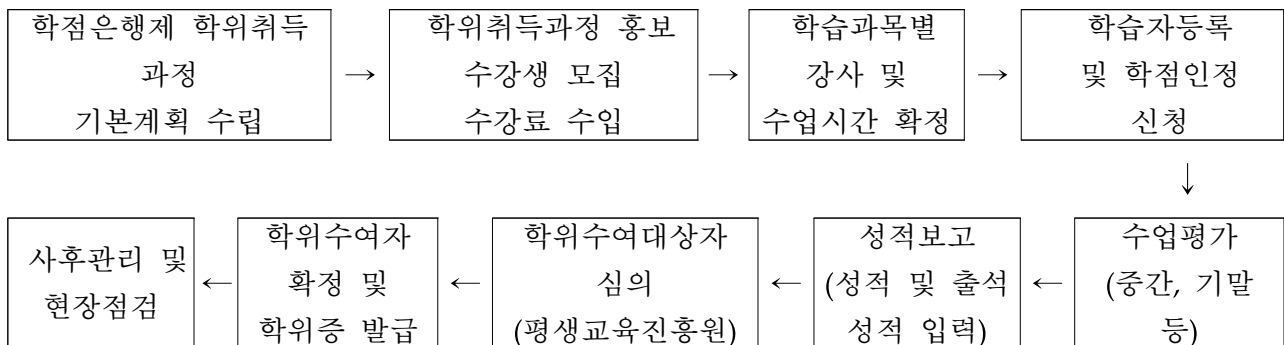 학점은행제 학위취득
과정
기본계획 수립
→
학위취득과정 홍보
수강생 모집
수강료 수입
→
학습과목별
강사 및
수업시간 확정
→
학습자등록
및 학점인정
신청
↓
수업평가
(중간, 기말
등)
←
성적보고
(성적 및 출석
성적 입력)
←
학위수여대상자
심의
(평생교육진흥원)
←
학위수여자
확정 및
학위증 발급
←
사후관리 및
현장점검